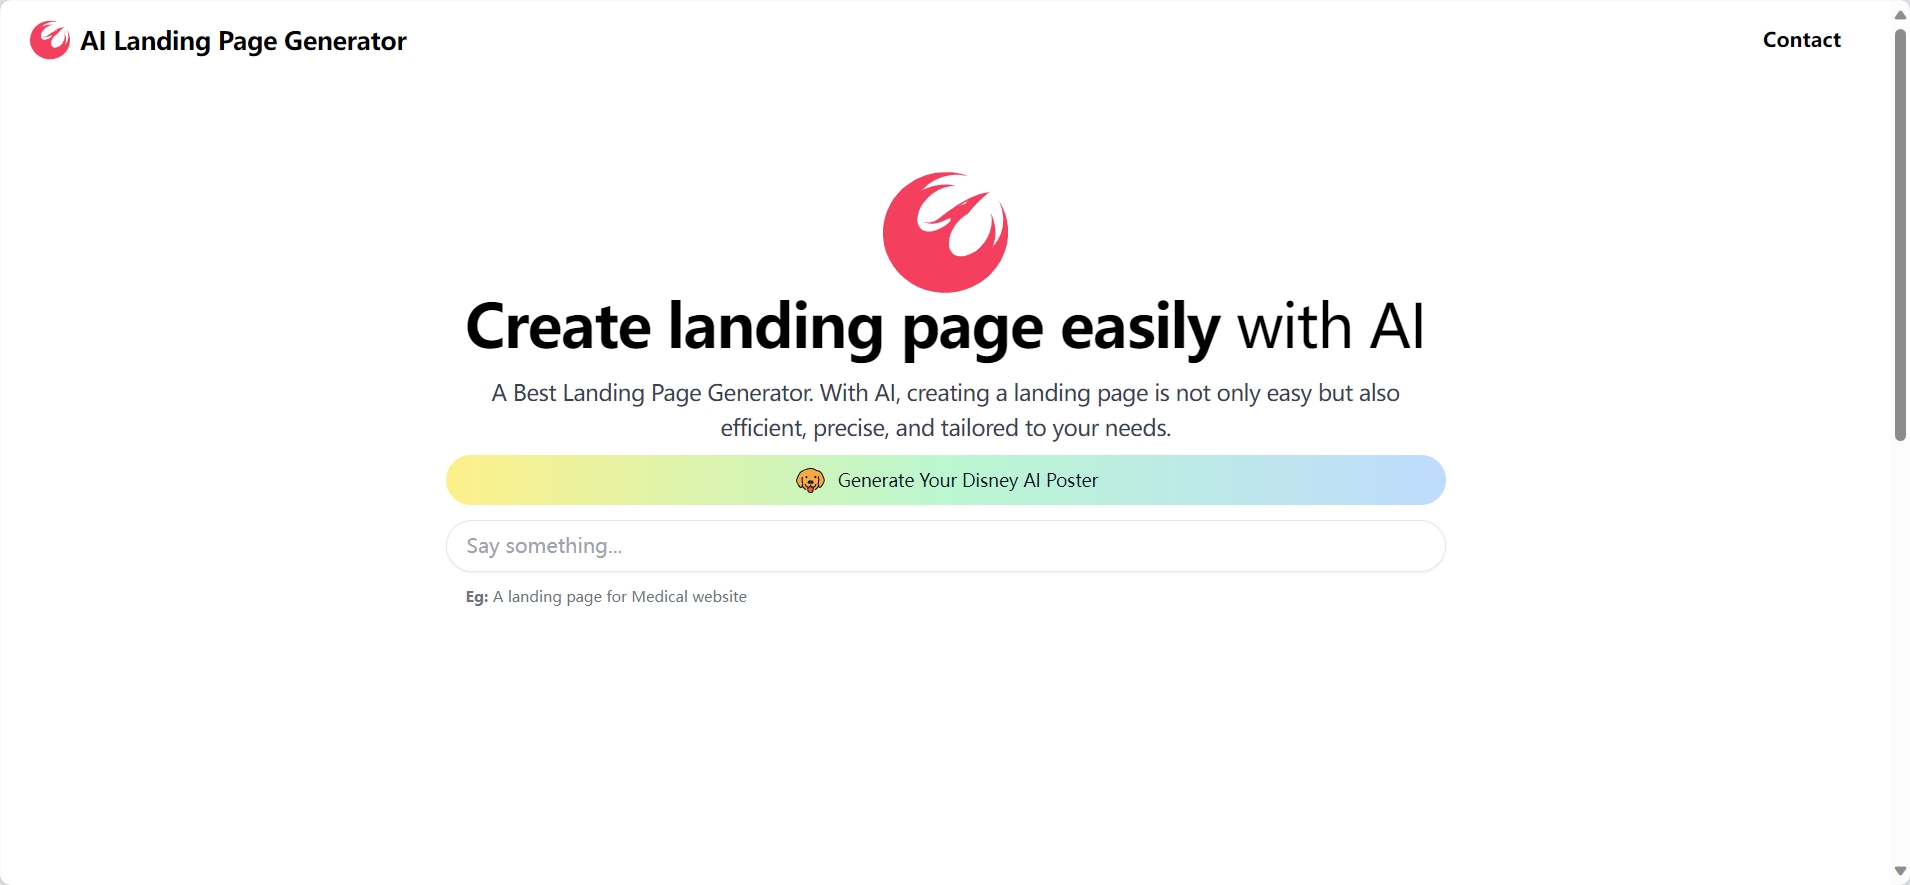 AI Landing Page Generator
Contact
Create landing page easily with AI
A Best Landing Page Generator. With AI, creating a landing page is not only easy but also
efficient, precise, and tailored to your needs.
Generate Your Disney AI Poster
Say something...
Eg: A landing page for Medical website